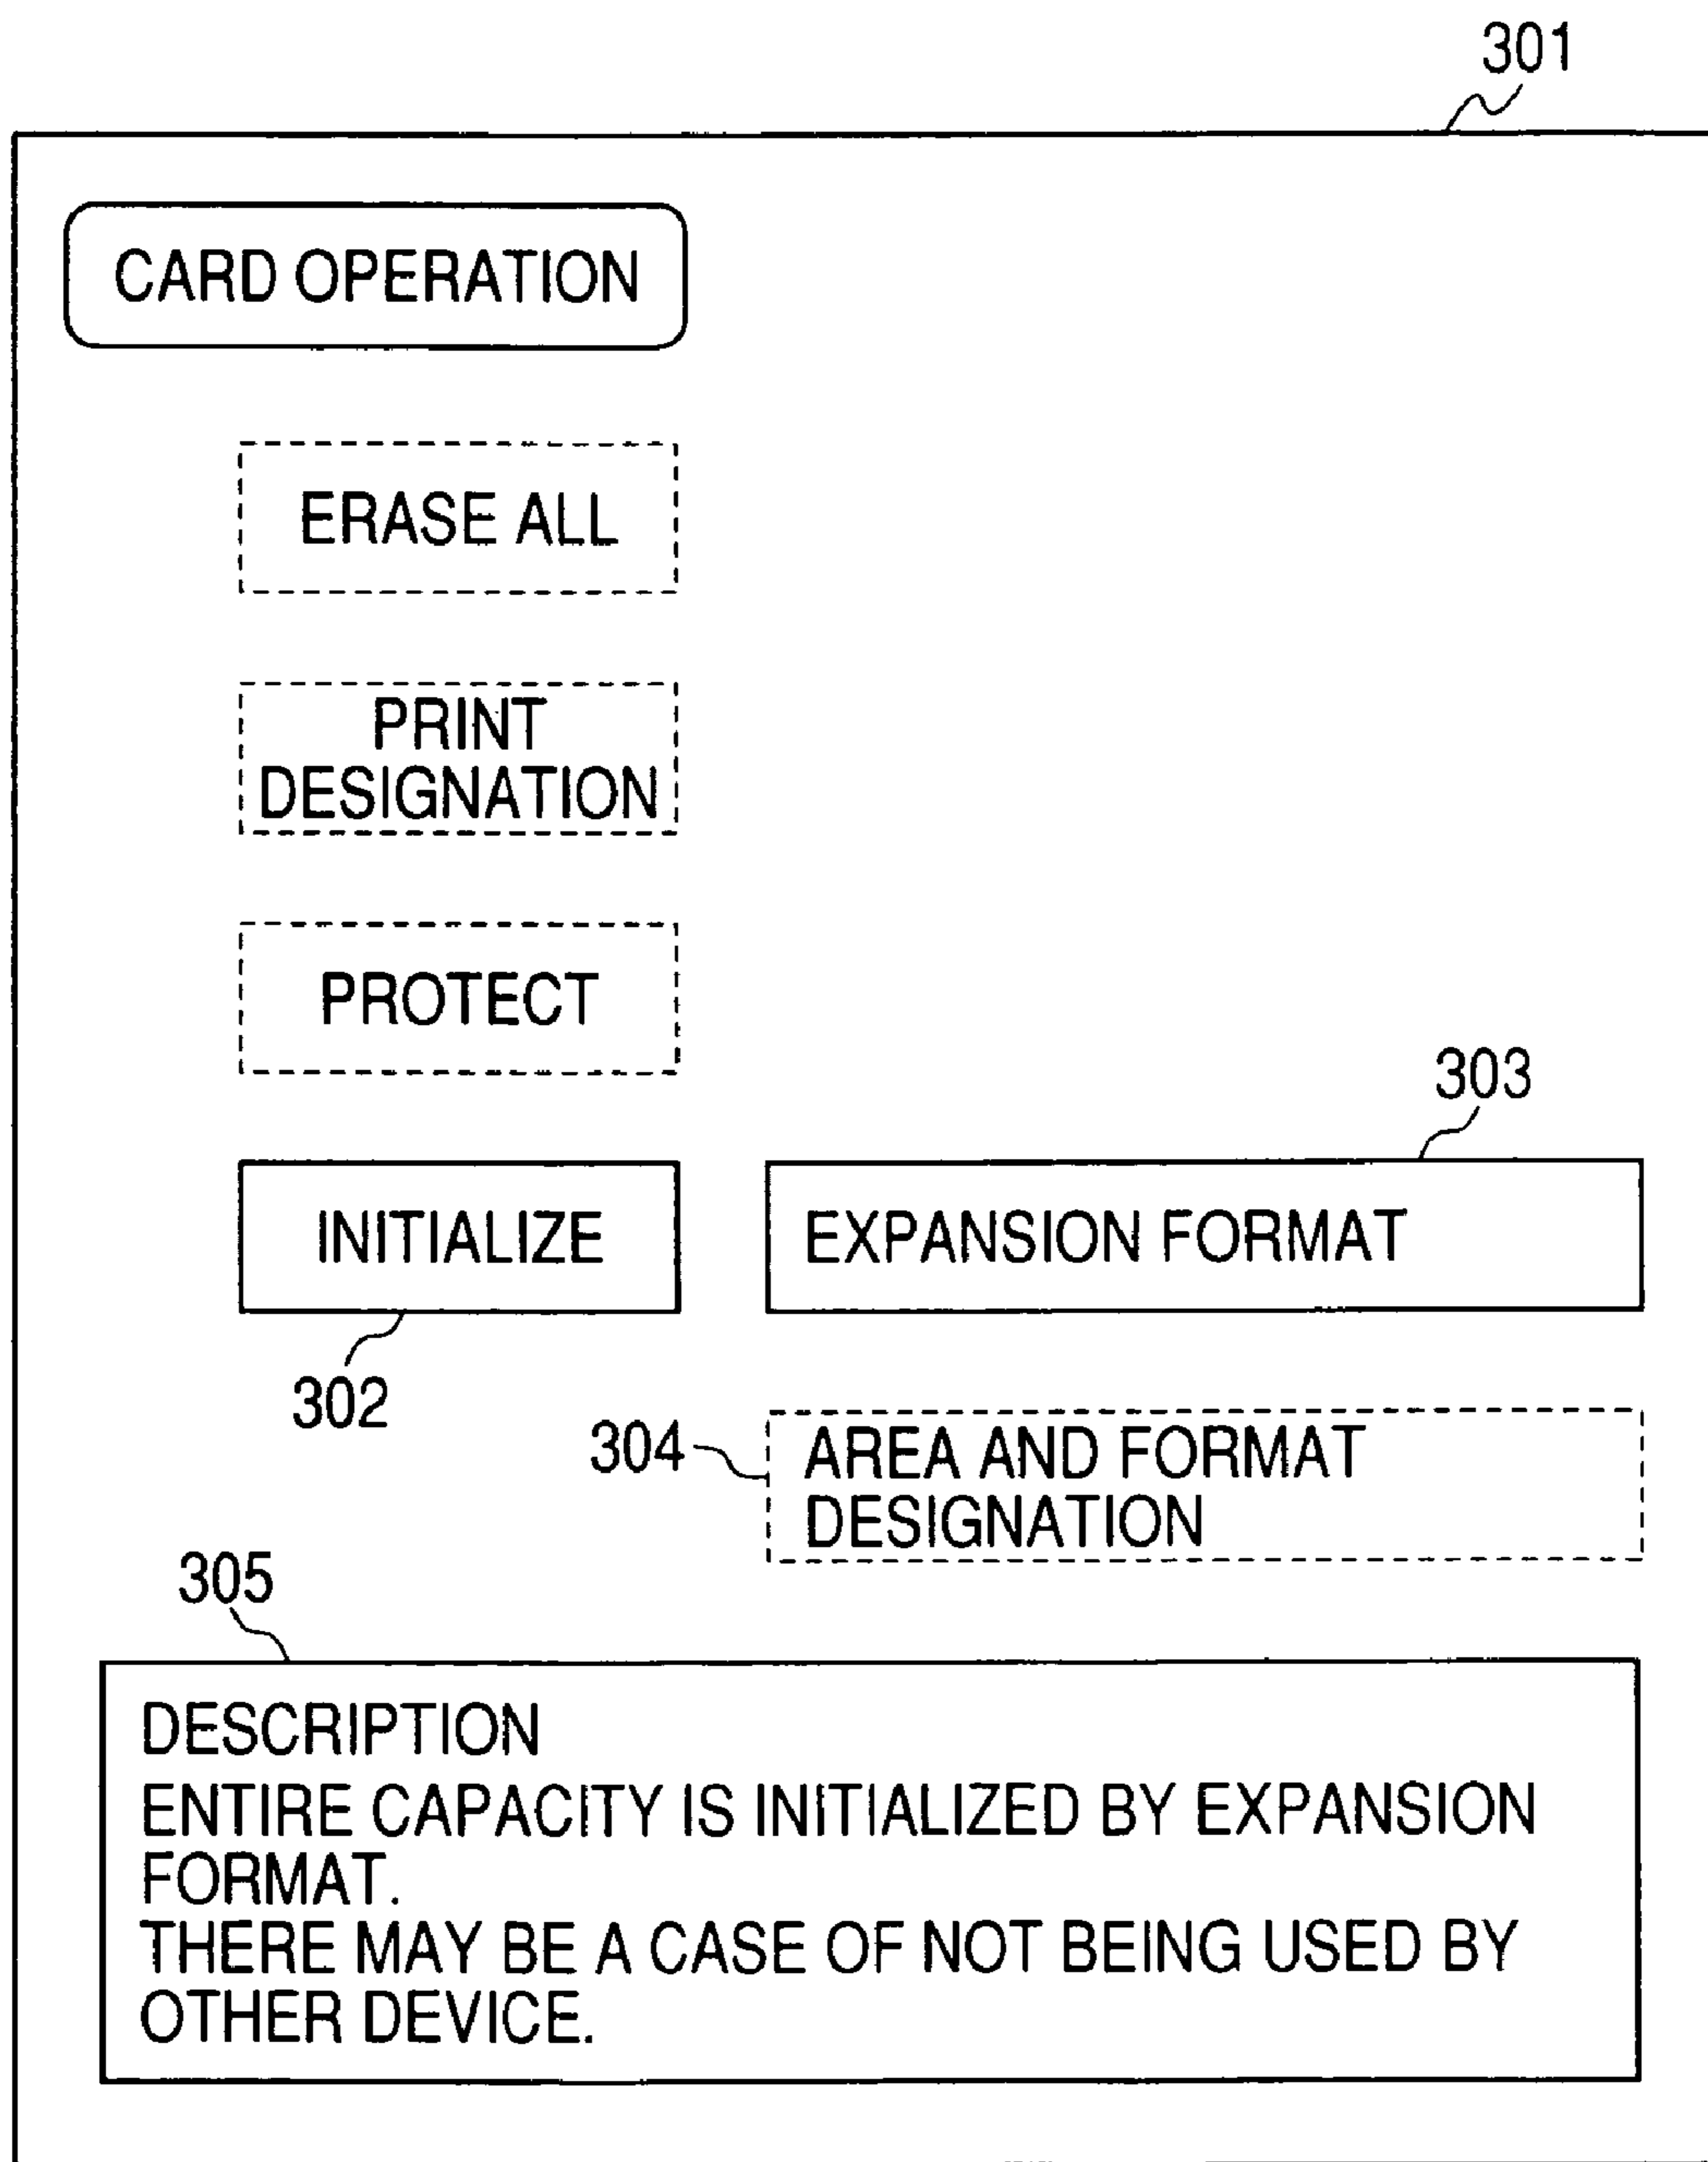 301
CARD OPERATION
ERASE ALL
PRINT
DESIGNATION
PROTECT
303
INITIALIZE
EXPANSION FORMAT
302
304
AREA AND FORMAT
DESIGNATION
305
DESCRIPTION
ENTIRE CAPACITY IS INITIALIZED BY EXPANSION
FORMAT.
THERE MAY BE A CASE OF NOT BEING USED BY
OTHER DEVICE.